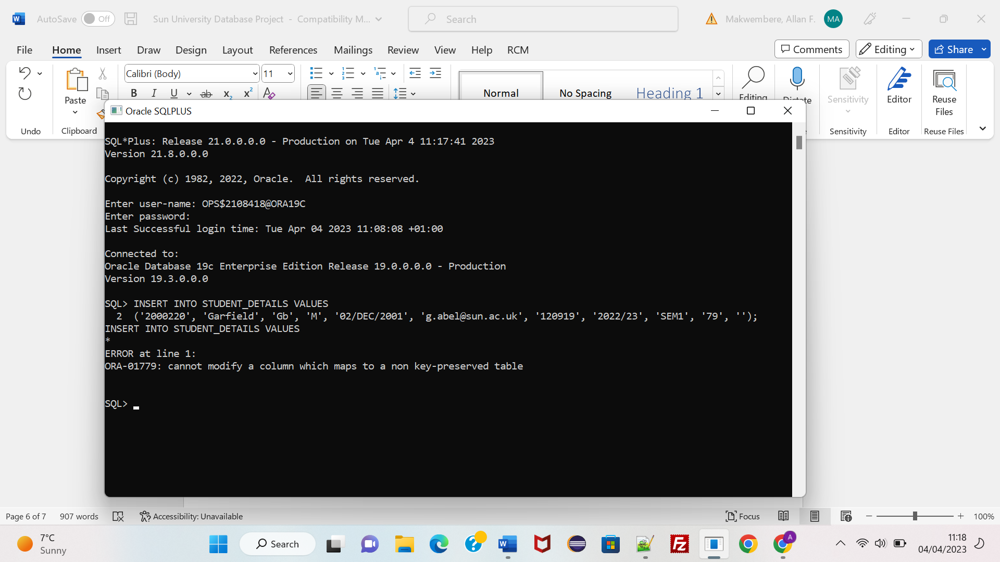 AutoSave Off Sun University Database Project - Compatibility M... Search Makwembere, Allan F. MA
File Home Insert Draw Design Layout References Mailings Review View Help RCM Comments Editing Share
Calibri (Body) 11
Paste
B I U ab x₂ x² A
Normal No Spacing Heading 1
Editing Dictate Sensitivity Editor Reuse Files
Undo Clipboard Sensitivity Editor Reuse Files
Oracle SQLPLUS
SQL*Plus: Release 21.0.0.0.0 - Production on Tue Apr 4 11:17:41 2023
Version 21.8.0.0.0
Copyright (c) 1982, 2022, Oracle.  All rights reserved.
Enter user-name: OPS$2108418@ORA19C
Enter password:
Last Successful login time: Tue Apr 04 2023 11:08:08 +01:00
Connected to:
Oracle Database 19c Enterprise Edition Release 19.0.0.0.0 - Production
Version 19.3.0.0.0
SQL> INSERT INTO STUDENT_DETAILS VALUES
2  ('2000220', 'Garfield', 'Gb', 'M', '02/DEC/2001', 'g.abel@sun.ac.uk', '120919', '2022/23', 'SEM1', '79', '');
INSERT INTO STUDENT_DETAILS VALUES
*
ERROR at line 1:
ORA-01779: cannot modify a column which maps to a non key-preserved table
SQL>
Page 6 of 7 907 words Accessibility: Unavailable Focus 100%
7°C
Sunny
Search
A
11:18
04/04/2023